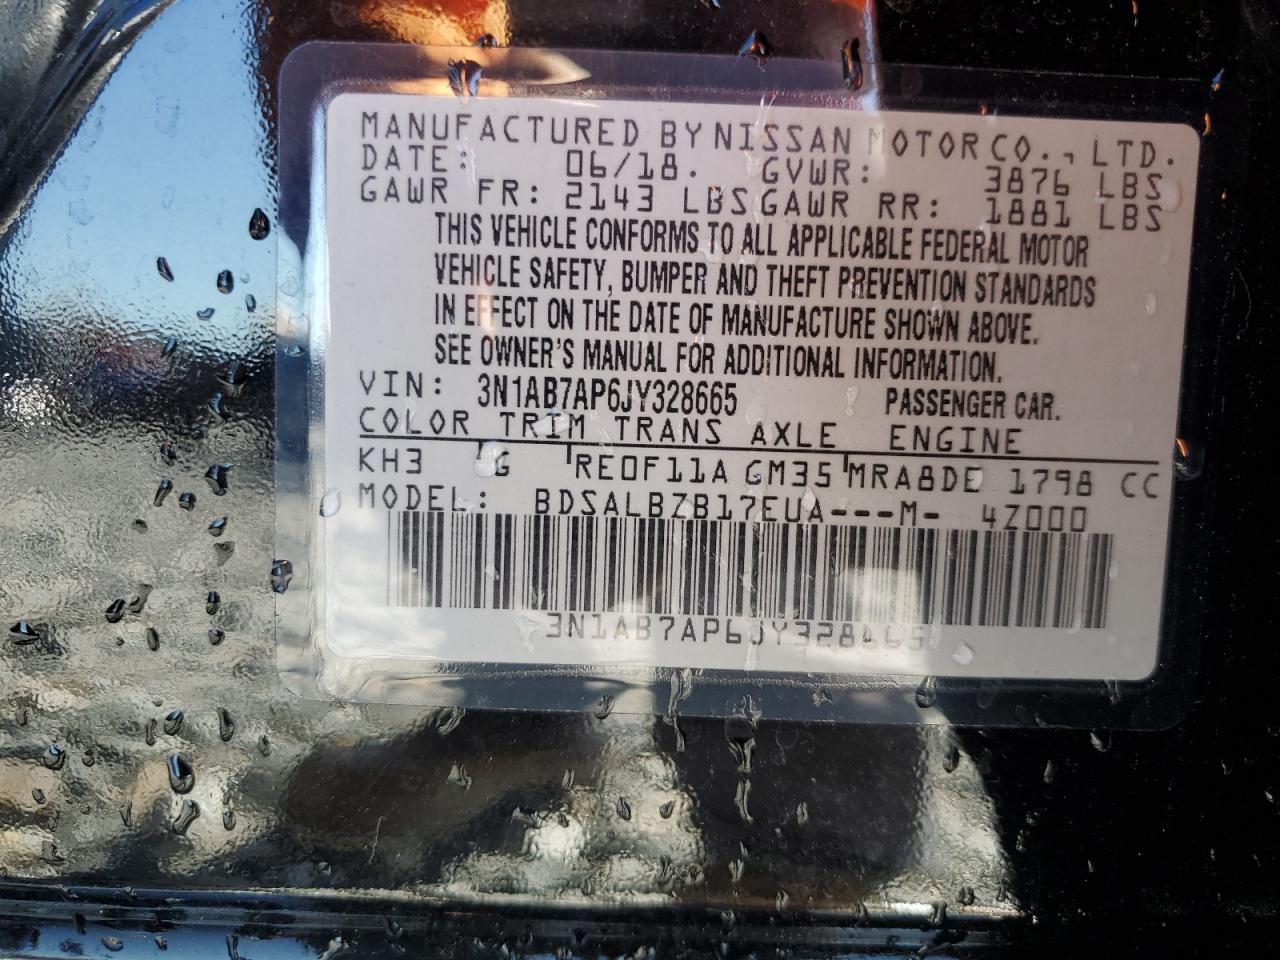 MANUFACTURED BY NISSAN MOTOR CO., LTD.
DATE: 06/18. GVWR: 3876 LBS
GAWR FR: 2143 LBS GAWR RR: 1881 LBS
THIS VEHICLE CONFORMS TO ALL APPLICABLE FEDERAL MOTOR
VEHICLE SAFETY, BUMPER AND THEFT PREVENTION STANDARDS
IN EFFECT ON THE DATE OF MANUFACTURE SHOWN ABOVE.
SEE OWNER'S MANUAL FOR ADDITIONAL INFORMATION.
VIN: 3N1AB7AP6JY328665 PASSENGER CAR.
COLOR TRIM TRANS AXLE ENGINE
KH3 G RE0F11A GM35 MRA8DE 1798 CC
MODEL: BDSALBZB17EUA---M- 4Z000
3N1AB7AP6JY328665